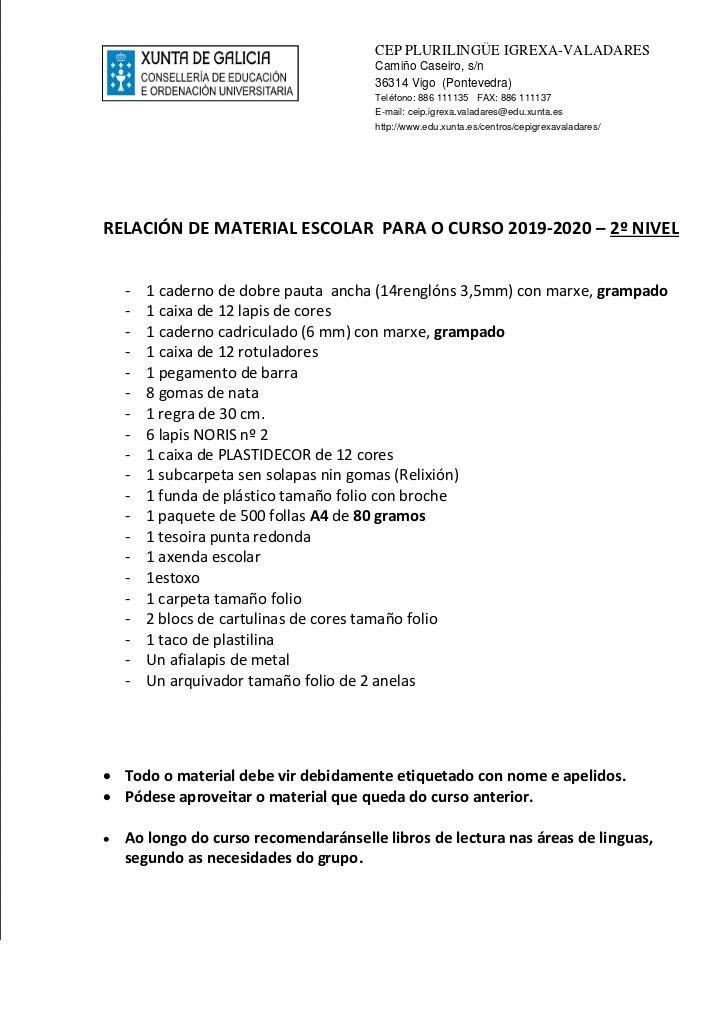 XUNTA DE GALICIA
CONSELLERÍA DE EDUCACIÓN
E ORDENACIÓN UNIVERSITARIA
CEP PLURILINGÜE IGREXA-VALADARES
Camiño Caseiro, s/n
36314 Vigo (Pontevedra)
Teléfono: 886 111135 FAX: 886 111137
E-mail: ceip.igrexa.valadares@edu.xunta.es
http://www.edu.xunta.es/centros/cepigrexavaladares/
RELACIÓN DE MATERIAL ESCOLAR PARA O CURSO 2019-2020 – 2º NIVEL
- 1 caderno de dobre pauta ancha (14renglóns 3,5mm) con marxe, grampado
- 1 caixa de 12 lapis de cores
- 1 caderno cadriculado (6 mm) con marxe, grampado
- 1 caixa de 12 rotuladores
- 1 pegamento de barra
- 8 gomas de nata
- 1 regra de 30 cm.
- 6 lapis NORIS nº 2
- 1 caixa de PLASTIDECOR de 12 cores
- 1 subcarpeta sen solapas nin gomas (Relixión)
- 1 funda de plástico tamaño folio con broche
- 1 paquete de 500 follas A4 de 80 gramos
- 1 tesoira punta redonda
- 1 axenda escolar
- 1estoxo
- 1 carpeta tamaño folio
- 2 blocs de cartulinas de cores tamaño folio
- 1 taco de plastilina
- Un afialapis de metal
- Un arquivador tamaño folio de 2 anelas
• Todo o material debe vir debidamente etiquetado con nome e apelidos.
• Pódese aproveitar o material que queda do curso anterior.
• Ao longo do curso recomendaránselle libros de lectura nas áreas de linguas,
segundo as necesidades do grupo.